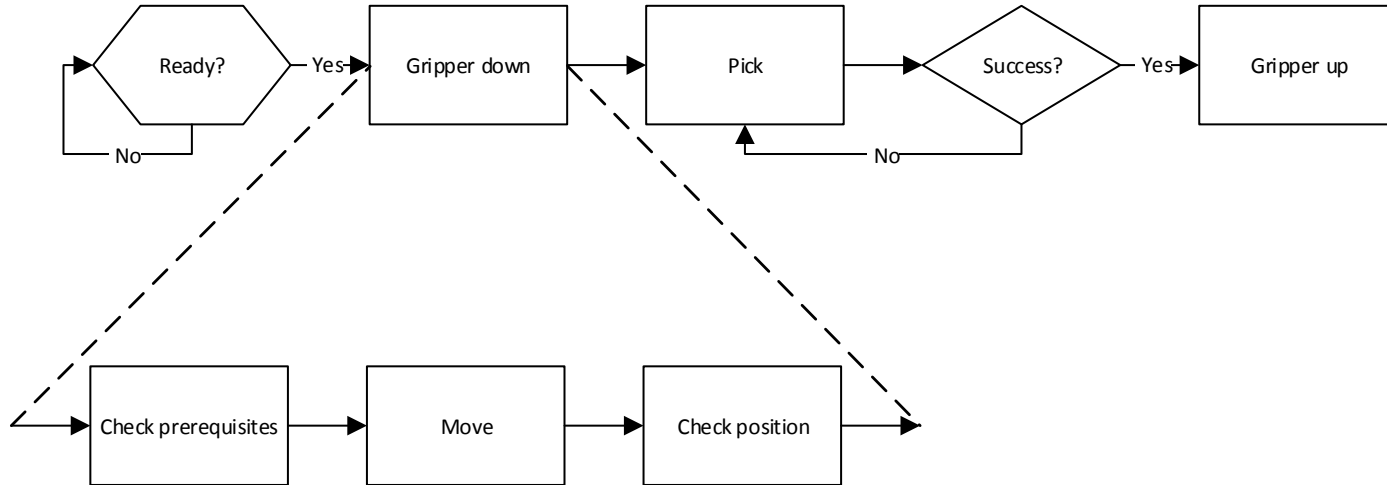 Ready?
Yes
Gripper down
Pick
Success?
Yes
Gripper up
No
No
Check prerequisites
Move
Check position